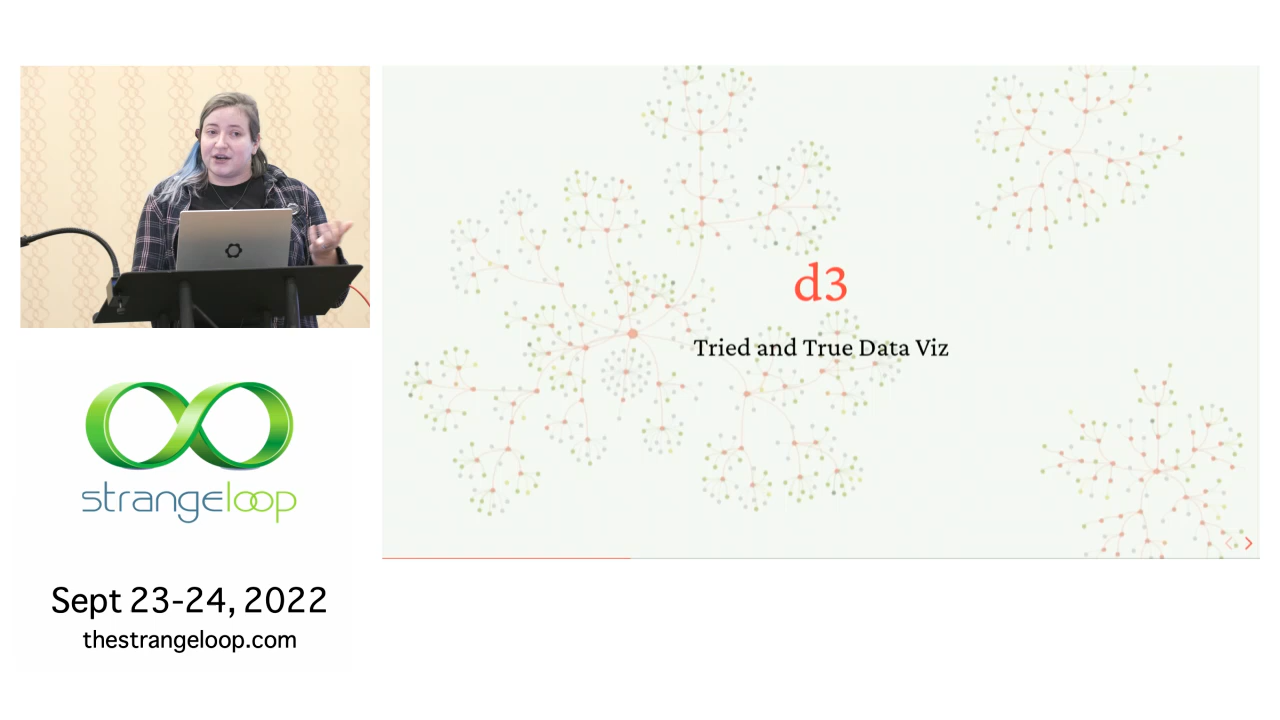 d3
Tried and True Data Viz
strangeloop
Sept 23-24, 2022
thestrangeloop.com